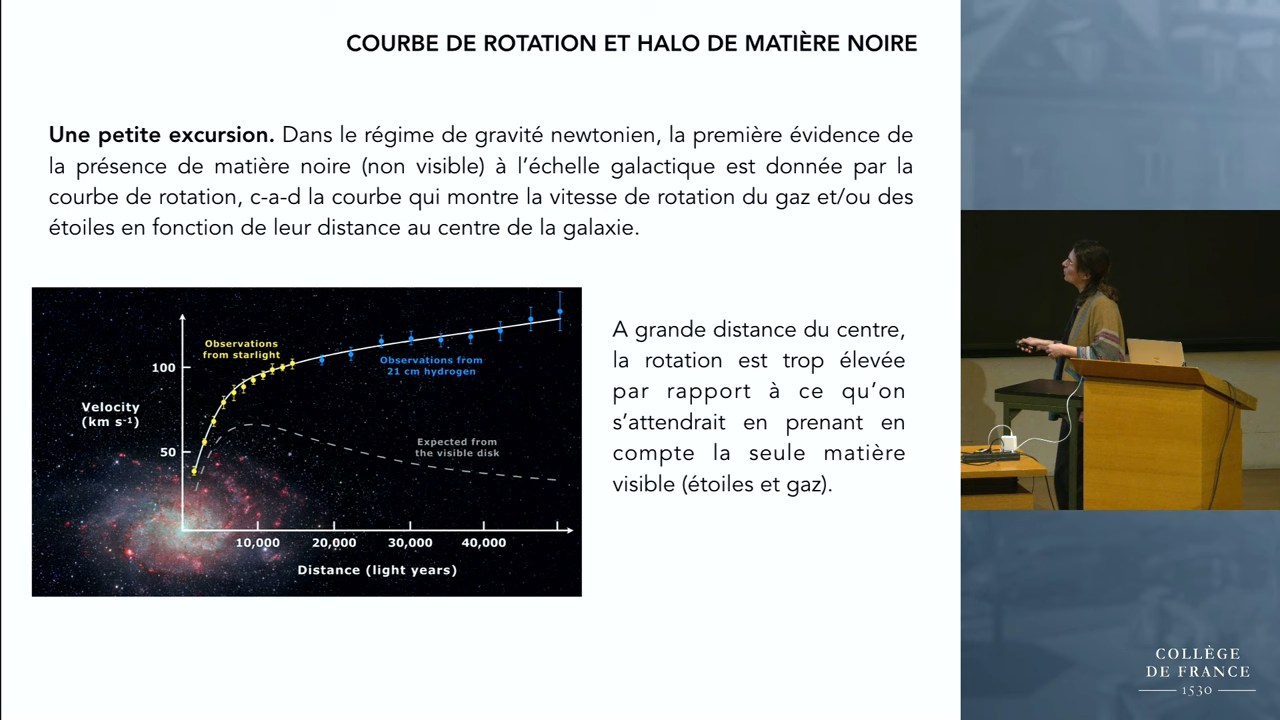 COURBE DE ROTATION ET HALO DE MATIÈRE NOIRE
Une petite excursion. Dans le régime de gravité newtonien, la première évidence de
la présence de matière noire (non visible) à l’échelle galactique est donnée par la
courbe de rotation, c-a-d la courbe qui montre la vitesse de rotation du gaz et/ou des
étoiles en fonction de leur distance au centre de la galaxie.
Observations
from starlight
Observations from
21 cm hydrogen
100
Velocity
(km s⁻¹)
50
Expected from
the visible disk
10,000
20,000
30,000
40,000
Distance (light years)
A grande distance du centre,
la rotation est trop élevée
par rapport à ce qu’on
s’attendrait en prenant en
compte la seule matière
visible (étoiles et gaz).
COLLÈGE
DE FRANCE
1530